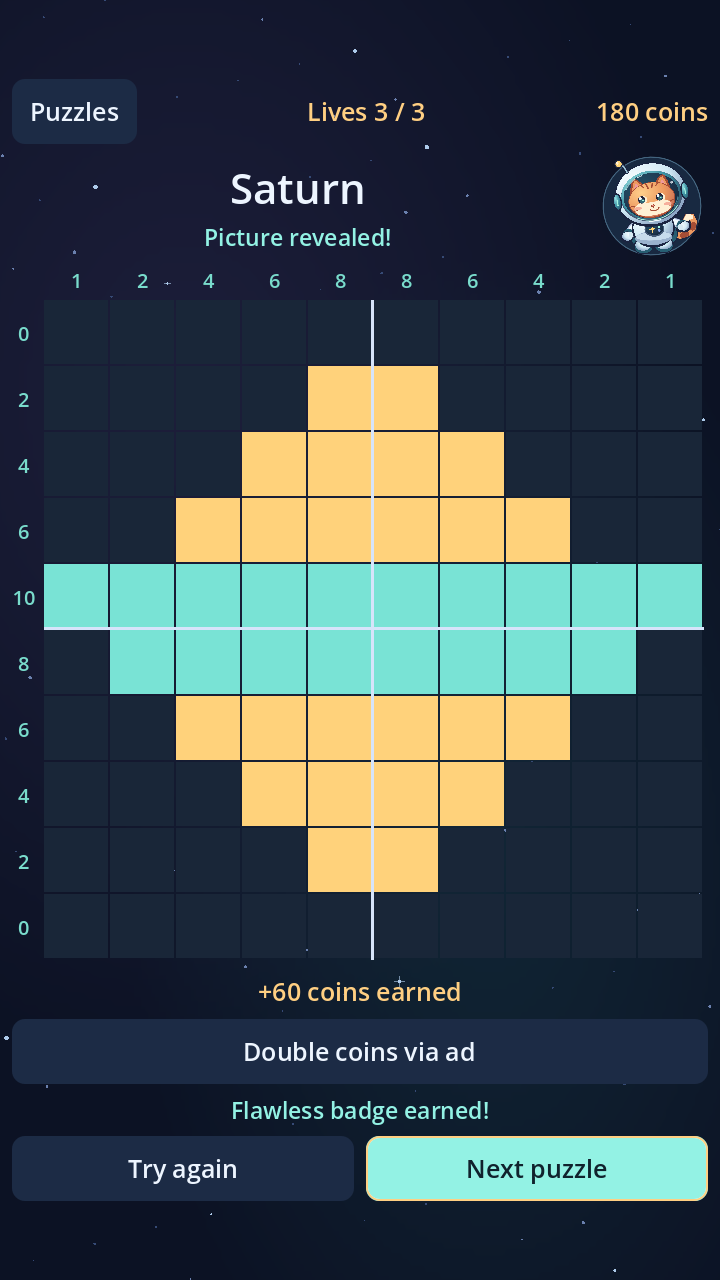 Puzzles
Lives 3 / 3
180 coins
Saturn
Picture revealed!
1 2 4 6 8 8 6 4 2 1
0
2
4
6
10
8
6
4
2
0
+60 coins earned
Double coins via ad
Flawless badge earned!
Try again
Next puzzle